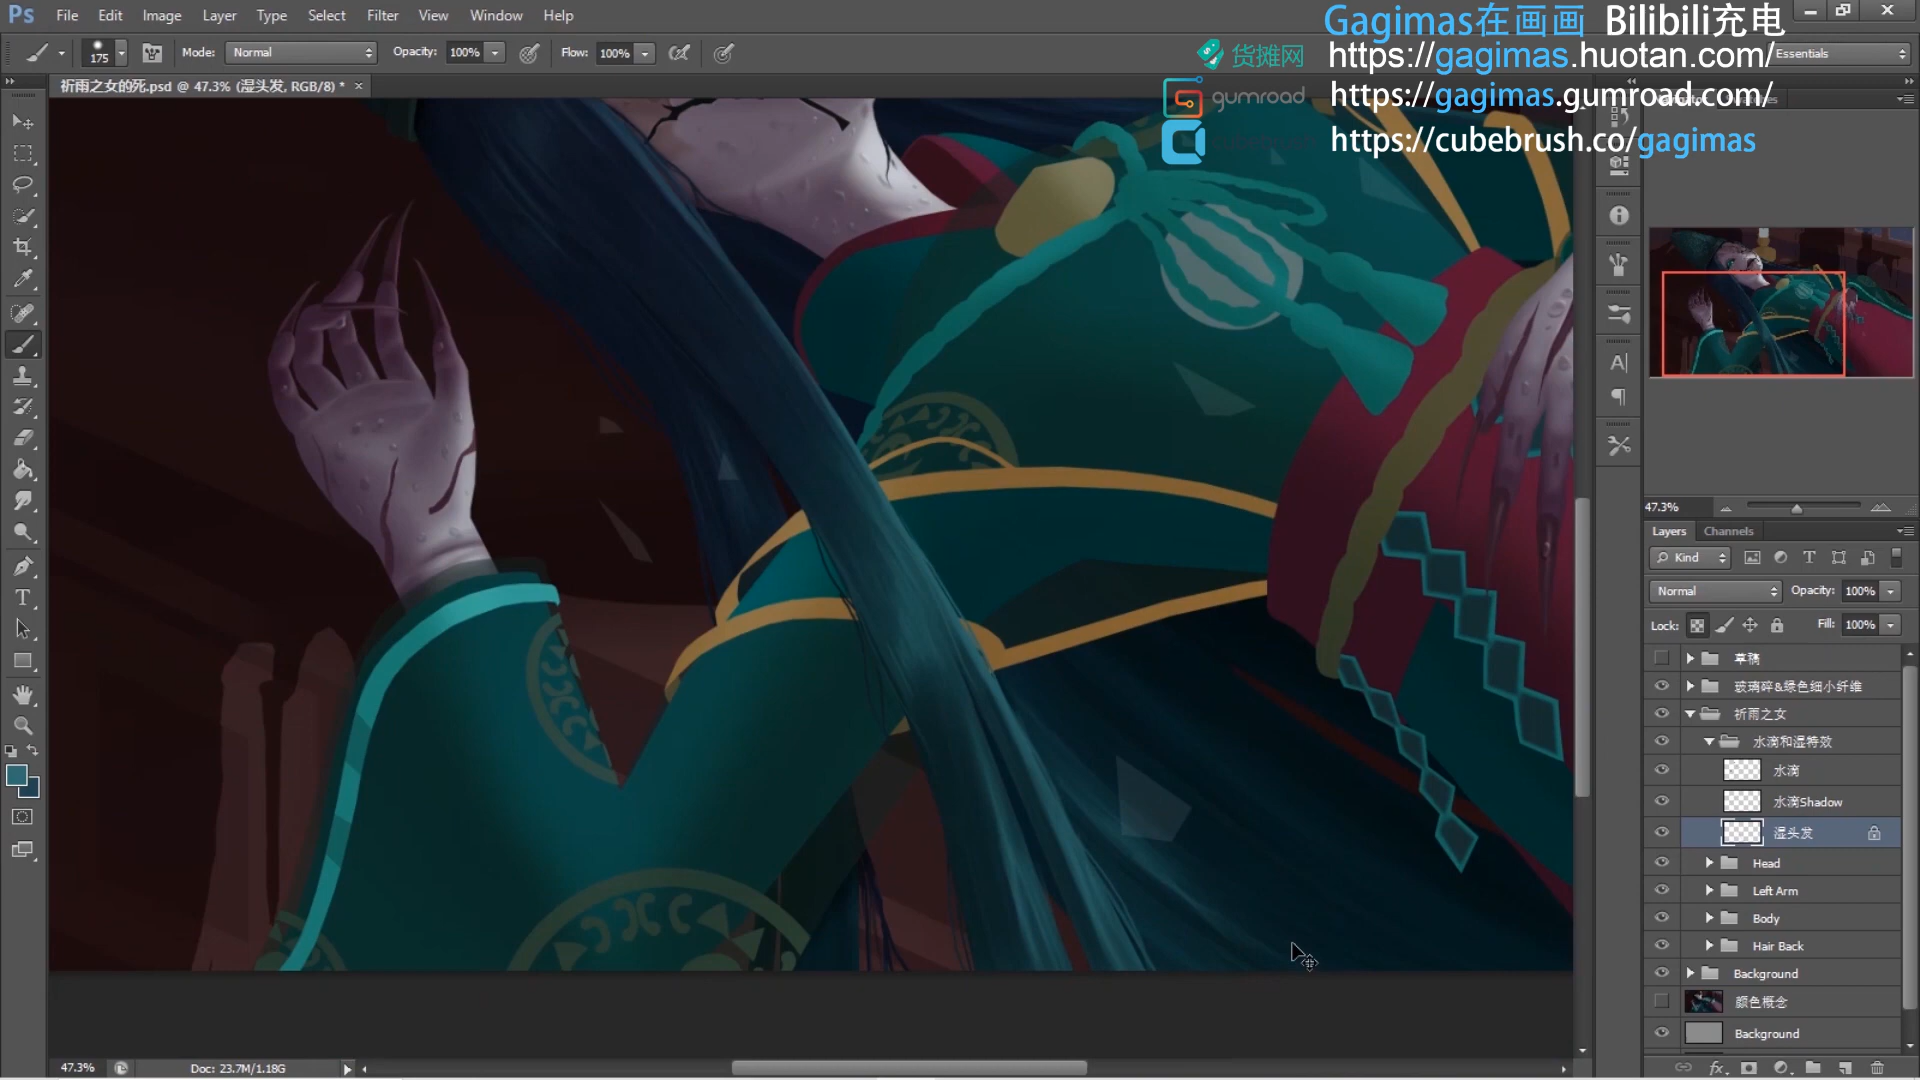 Ps File Edit Image Layer Type Select Filter View Window Help
Gagimas在画画 Bilibili充电
175 Mode: Normal Opacity: 100% Flow: 100%
货摊网 https://gagimas.huotan.com/
Essentials
祈雨之女的死.psd @ 47.3% (湿头发, RGB/8) * ×
gumroad https://gagimas.gumroad.com/
https://cubebrush.co/gagimas
47.3%
Layers Channels
Kind
Normal Opacity: 100%
Lock: Fill: 100%
草稿
玻璃碎&绿色细小纤维
祈雨之女
水滴和湿特效
水滴
水滴Shadow
湿头发
Head
Left Arm
Body
Hair Back
Background
颜色概念
Background
47.3% Doc: 23.7M/1.18G